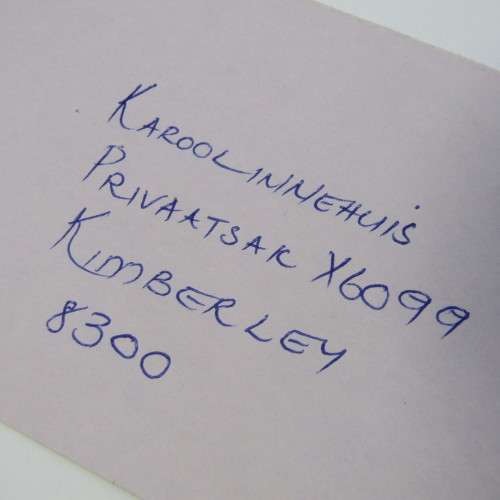 KAROOLINNEHUIS
PRIVAATSAK X6099
KIMBERLEY
8300